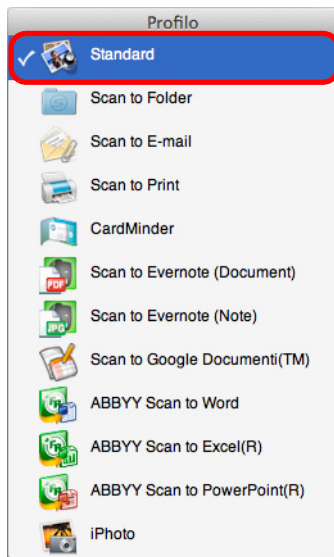 Profilo
Standard
Scan to Folder
Scan to E-mail
Scan to Print
CardMinder
PDF
Scan to Evernote (Document)
JPG
Scan to Evernote (Note)
Scan to Google Documenti(TM)
ABBYY Scan to Word
ABBYY Scan to Excel(R)
ABBYY Scan to PowerPoint(R)
iPhoto